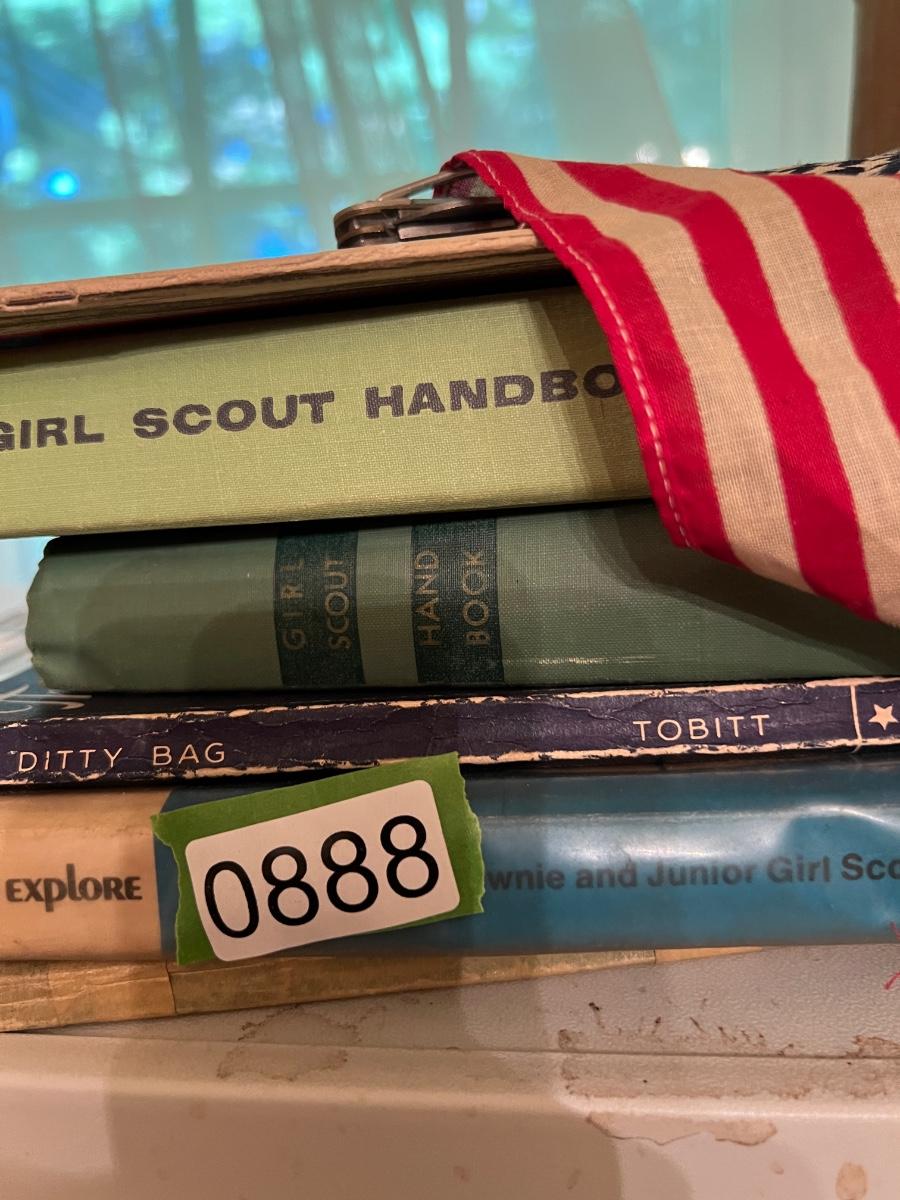 GIRL SCOUT HANDBO
GIRL
SCOUT
HAND
BOOK
DITTY BAG TOBITT
EXPLORE
0888
wnie and Junior Girl Sco